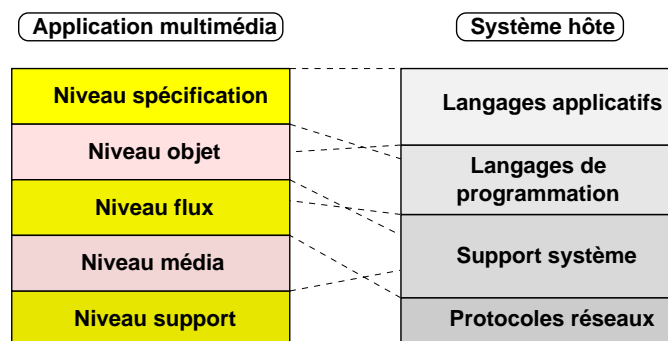 Application multimédia
Système hôte
Niveau spécification
Niveau objet
Niveau flux
Niveau média
Niveau support
Langages applicatifs
Langages de
programmation
Support système
Protocoles réseaux